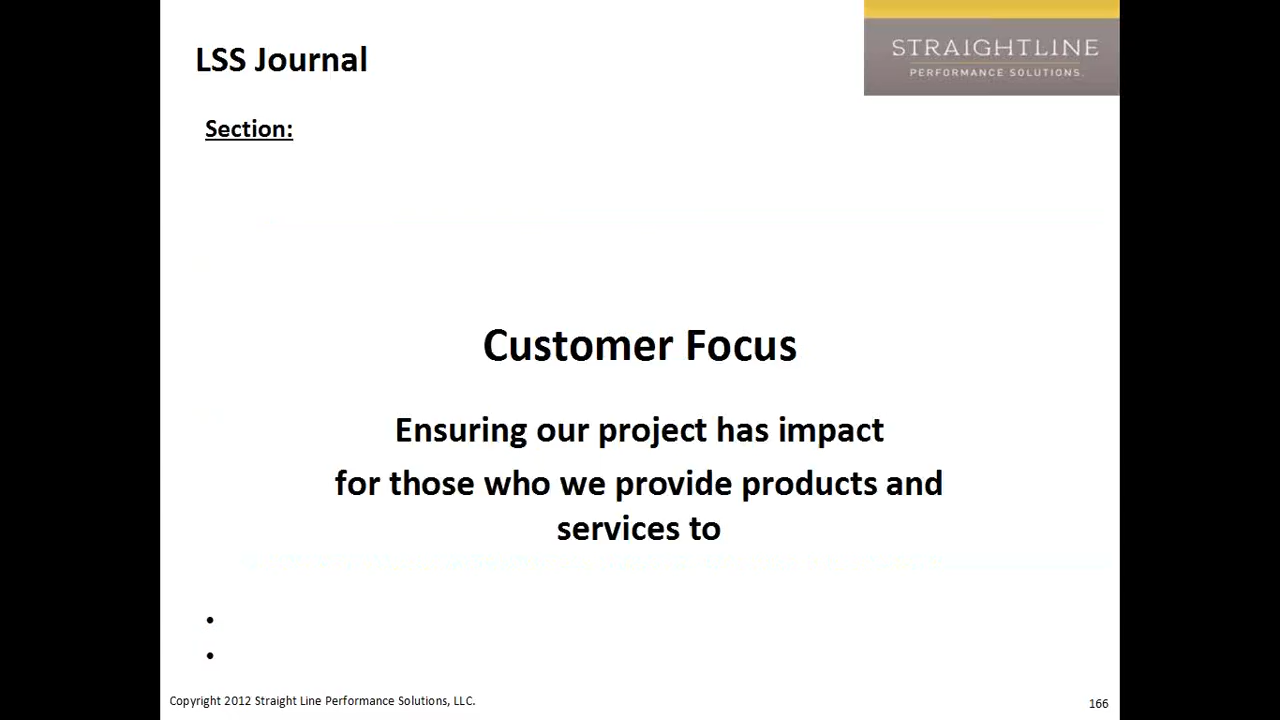 LSS Journal
STRAIGHTLINE
PERFORMANCE SOLUTIONS.
Section:
Customer Focus
Ensuring our project has impact
for those who we provide products and
services to
•
•
Copyright 2012 Straight Line Performance Solutions, LLC.
166